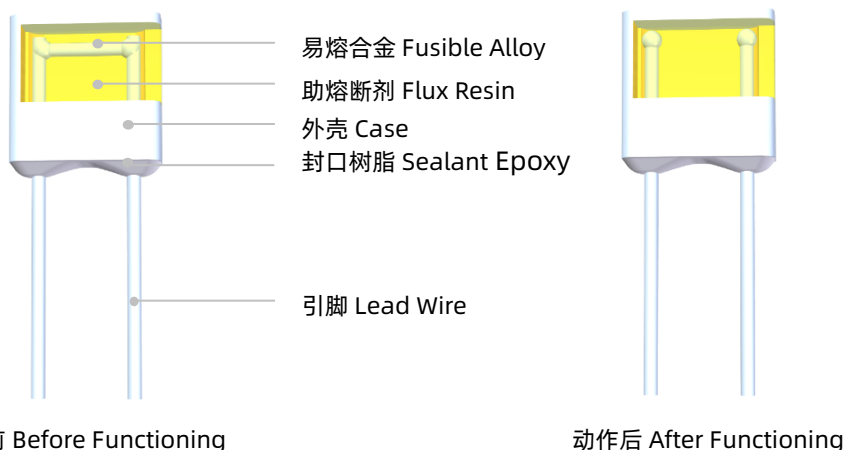 易熔合金 Fusible Alloy
助熔断剂 Flux Resin
外壳 Case
封口树脂 Sealant Epoxy
引脚 Lead Wire
前 Before Functioning
动作后 After Functioning